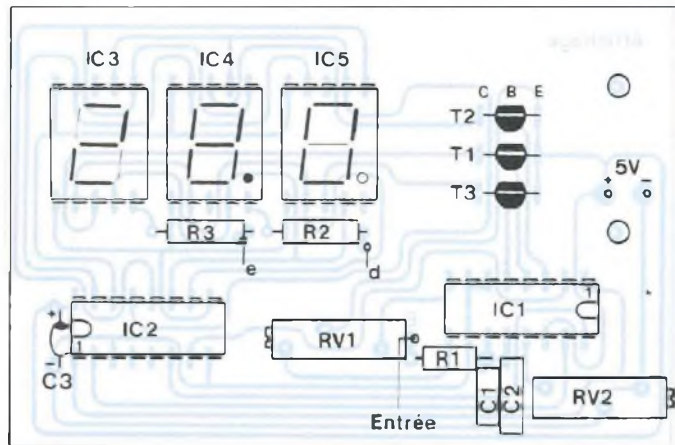 IC3 IC4 IC5
C B E
T2
T1
5V
+ -
T3
R3 R2
e d
+
IC2
1
-
C3
IC1
1
RV1
R1
C1
C2
RV2
Entrée